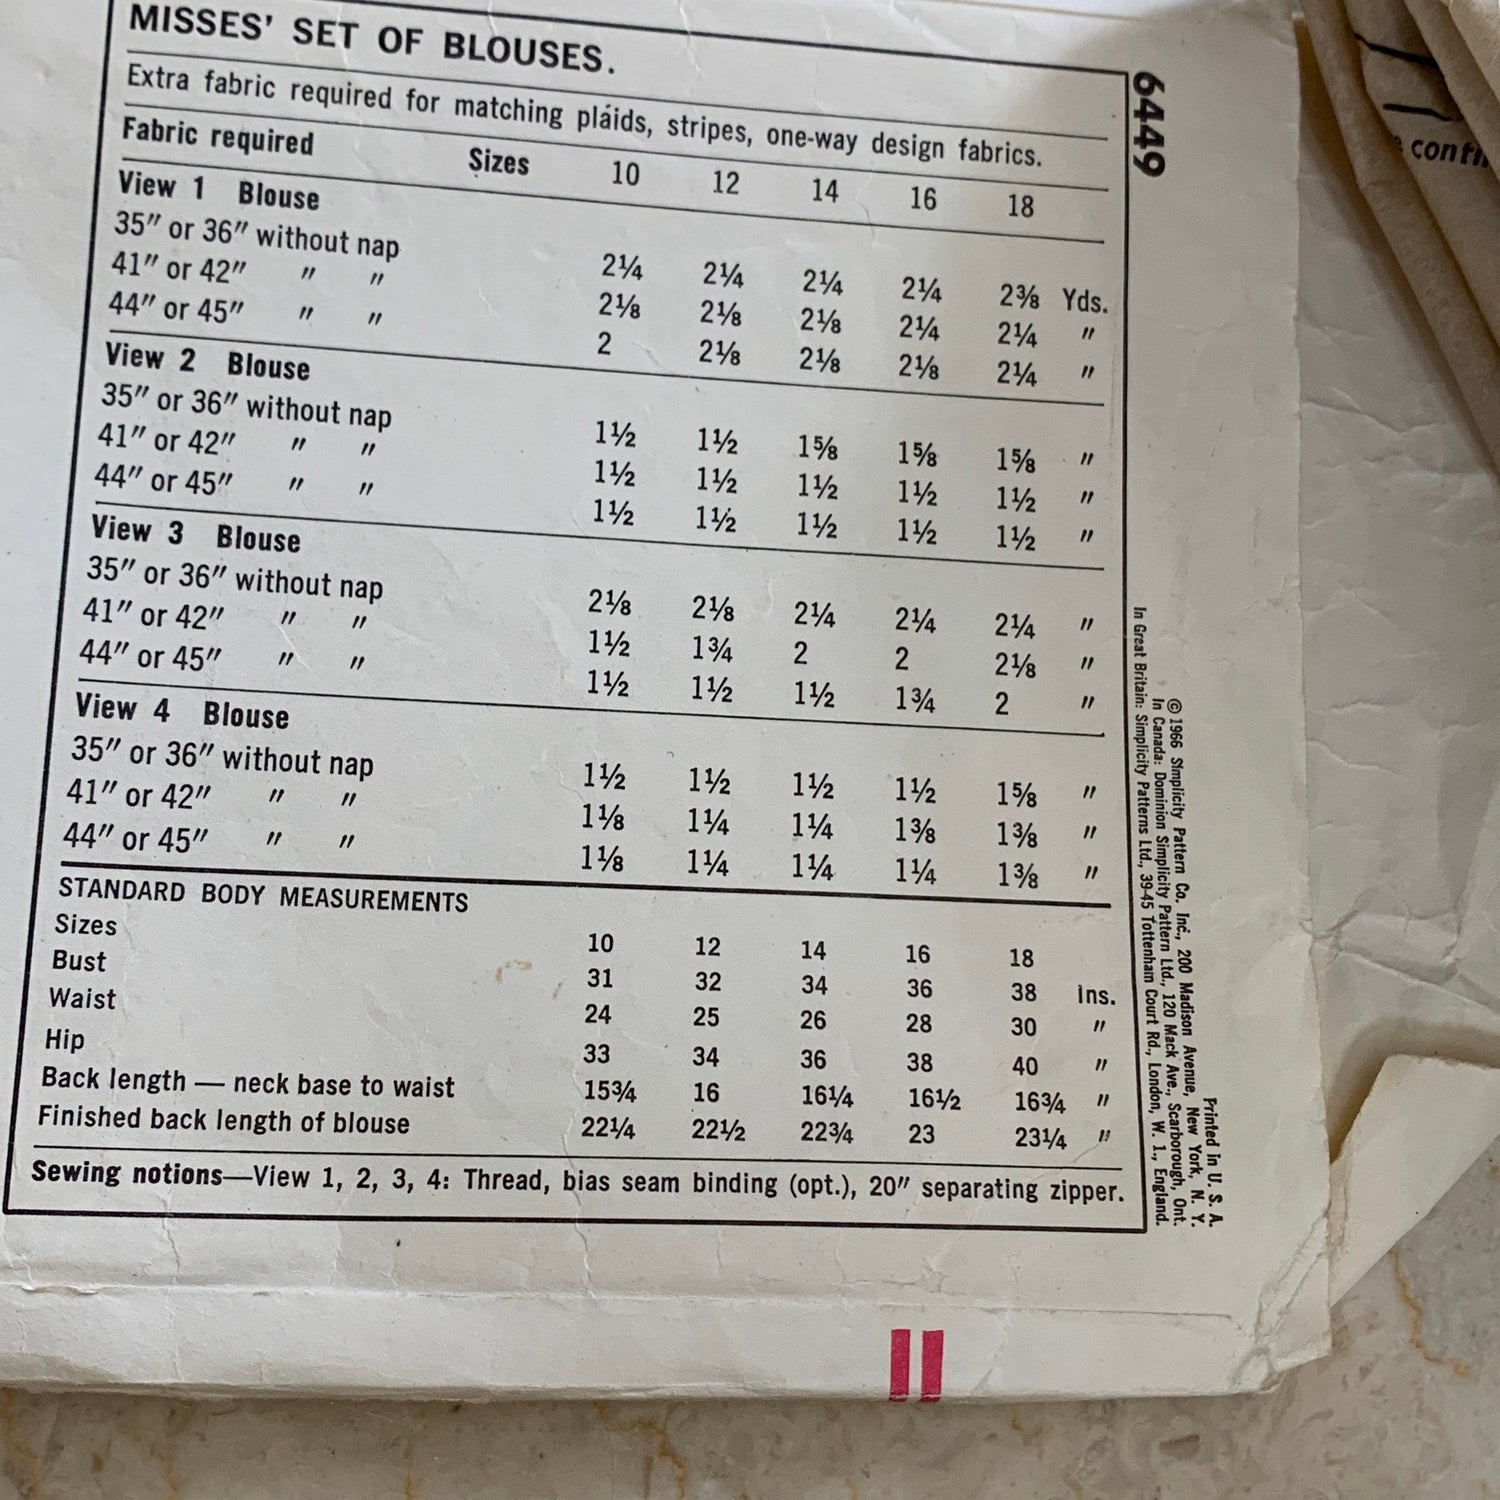 MISSES' SET OF BLOUSES.
Extra fabric required for matching plaids, stripes, one-way design fabrics.
Fabric required Sizes 10 12 14 16 18
View 1 Blouse
35″ or 36″ without nap 2¼ 2¼ 2¼ 2¼ 2⅜ Yds.
41″ or 42″ ″ ″ 2⅛ 2⅛ 2⅛ 2¼ 2¼ ″
44″ or 45″ ″ ″ 2 2⅛ 2⅛ 2⅛ 2¼ ″
View 2 Blouse
35″ or 36″ without nap 1½ 1½ 1⅝ 1⅝ 1⅝ ″
41″ or 42″ ″ ″ 1½ 1½ 1½ 1½ 1½ ″
44″ or 45″ ″ ″ 1½ 1½ 1½ 1½ 1½ ″
View 3 Blouse
35″ or 36″ without nap 2⅛ 2⅛ 2¼ 2¼ 2¼ ″
41″ or 42″ ″ ″ 1½ 1¾ 2 2 2⅛ ″
44″ or 45″ ″ ″ 1½ 1½ 1½ 1¾ 2 ″
View 4 Blouse
35″ or 36″ without nap 1½ 1½ 1½ 1½ 1⅝ ″
41″ or 42″ ″ ″ 1⅛ 1¼ 1¼ 1⅜ 1⅜ ″
44″ or 45″ ″ ″ 1⅛ 1¼ 1¼ 1¼ 1⅜ ″
STANDARD BODY MEASUREMENTS
Sizes 10 12 14 16 18
Bust 31 32 34 36 38 Ins.
Waist 24 25 26 28 30 ″
Hip 33 34 36 38 40 ″
Back length — neck base to waist 15¾ 16 16¼ 16½ 16¾ ″
Finished back length of blouse 22¼ 22½ 22¾ 23 23¼ ″
Sewing notions—View 1, 2, 3, 4: Thread, bias seam binding (opt.), 20″ separating zipper.
6449
Printed in U. S. A.
©1966 Simplicity Pattern Co. Inc., 200 Madison Avenue, New York, N. Y.
In Canada: Dominion Simplicity Pattern Ltd., 120 Mack Ave., Scarborough, Ont.
In Great Britain: Simplicity Patterns Ltd., 39-45 Tottenham Court Rd., London, W. 1., England.